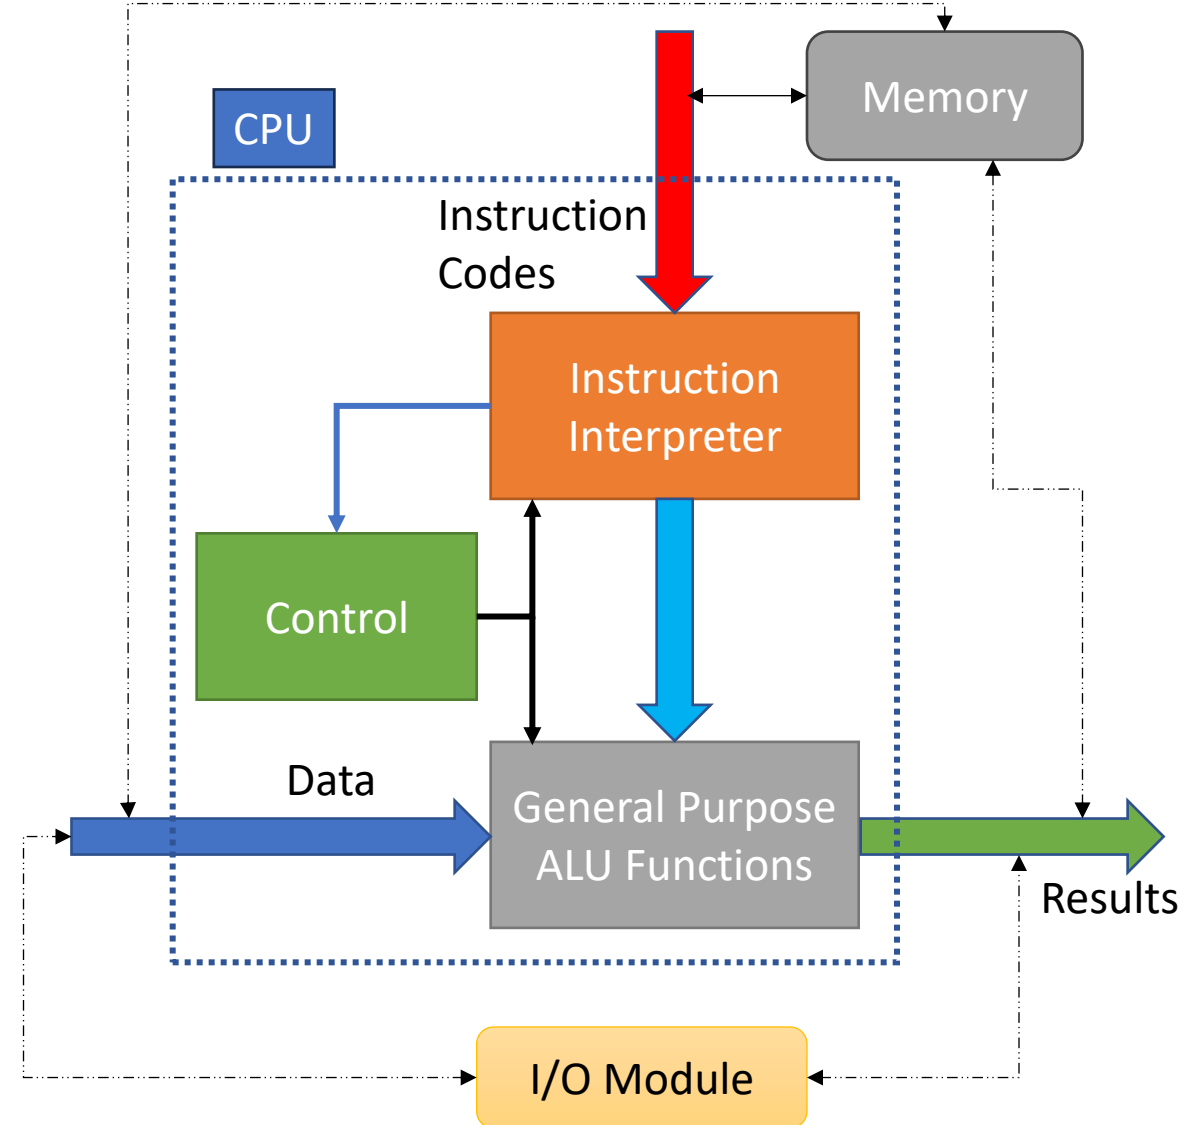 Memory
CPU
Instruction
Codes
Instruction
Interpreter
Control
Data
General Purpose
ALU Functions
Results
I/O Module